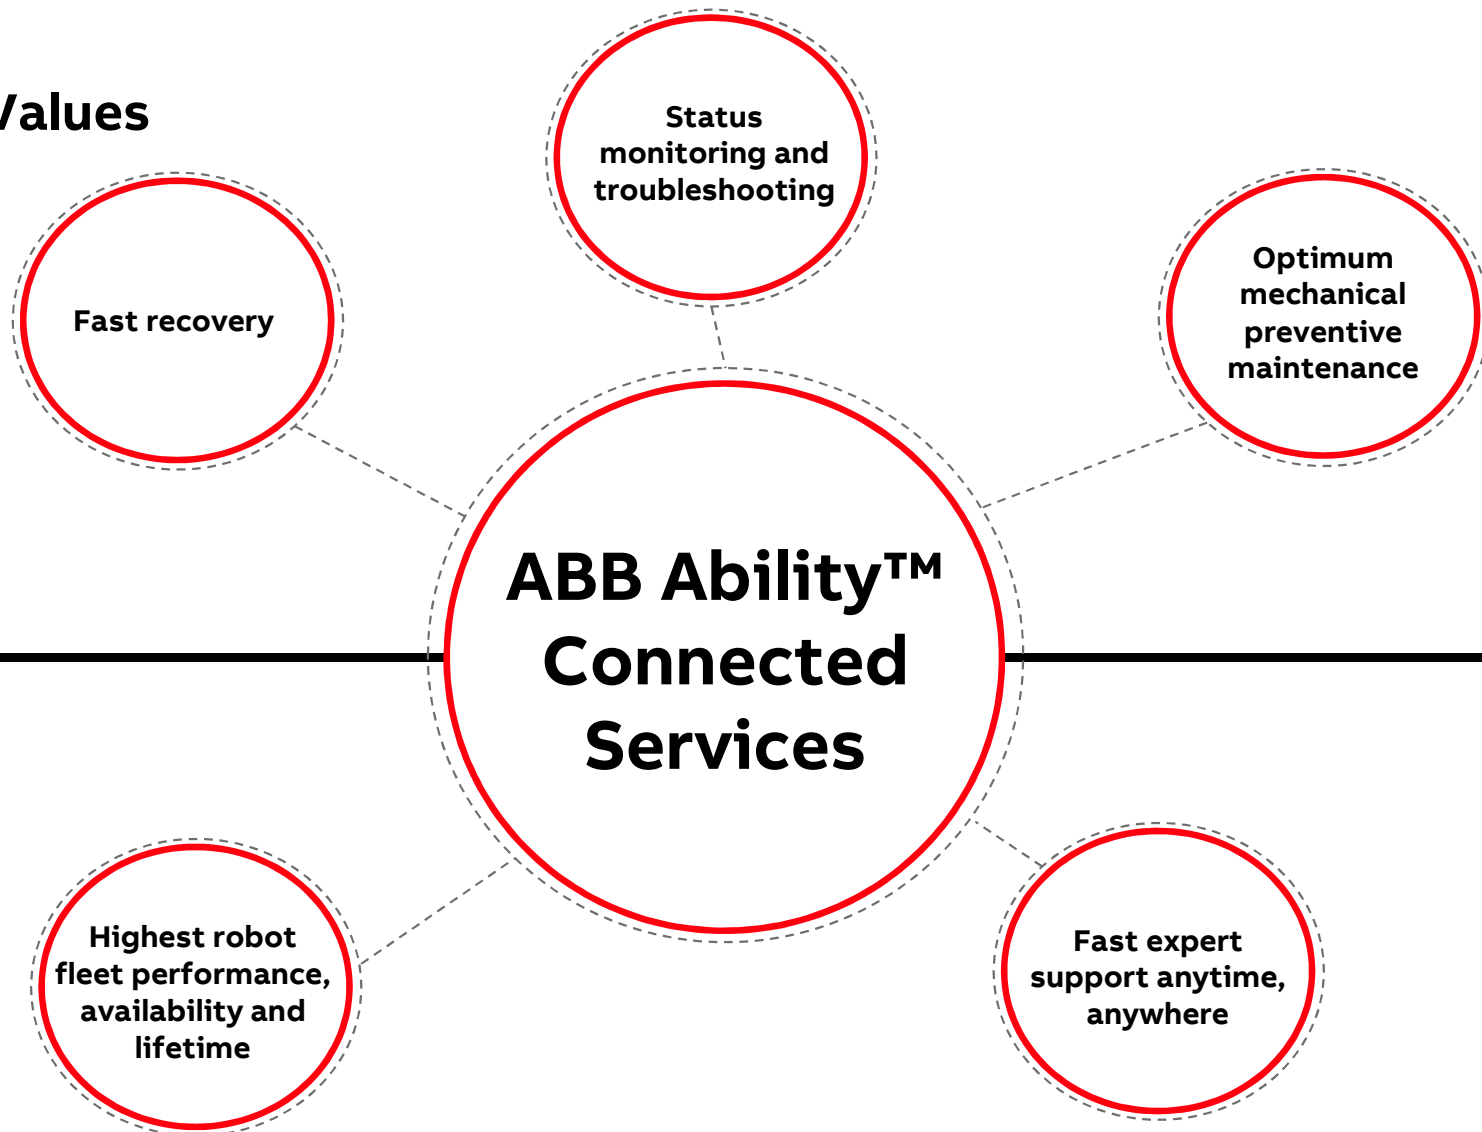 Values
Status
monitoring and
troubleshooting
Fast recovery
Optimum
mechanical
preventive
maintenance
ABB Ability™
Connected
Services
Highest robot
fleet performance,
availability and
lifetime
Fast expert
support anytime,
anywhere